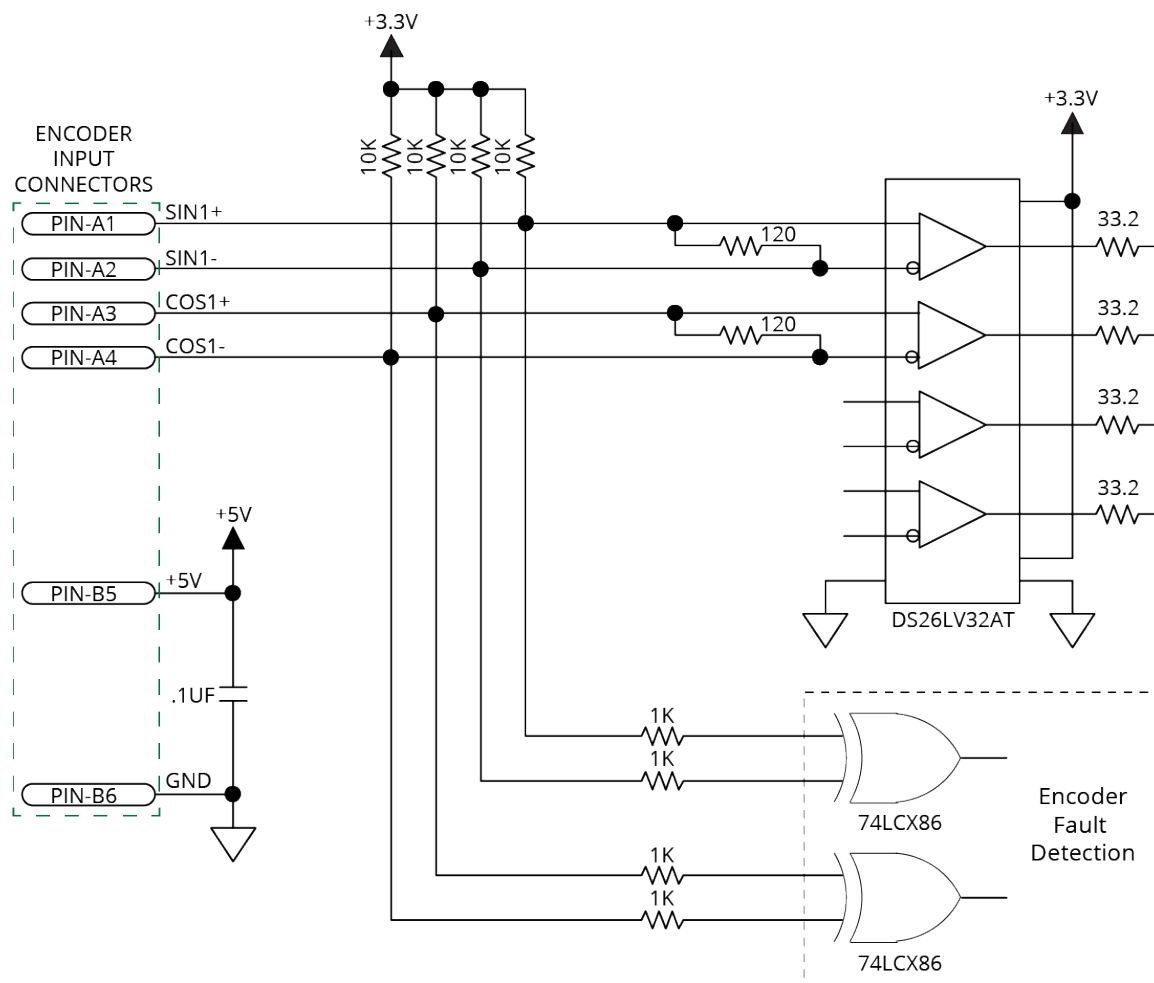 +3.3V
+3.3V
ENCODER
INPUT
CONNECTORS
10K
10K
10K
10K
PIN-A1
SIN1+
PIN-A2
SIN1-
PIN-A3
COS1+
PIN-A4
COS1-
120
120
33.2
33.2
33.2
33.2
DS26LV32AT
+5V
PIN-B5
+5V
.1UF
PIN-B6
GND
1K
1K
74LCX86
1K
1K
74LCX86
Encoder
Fault
Detection